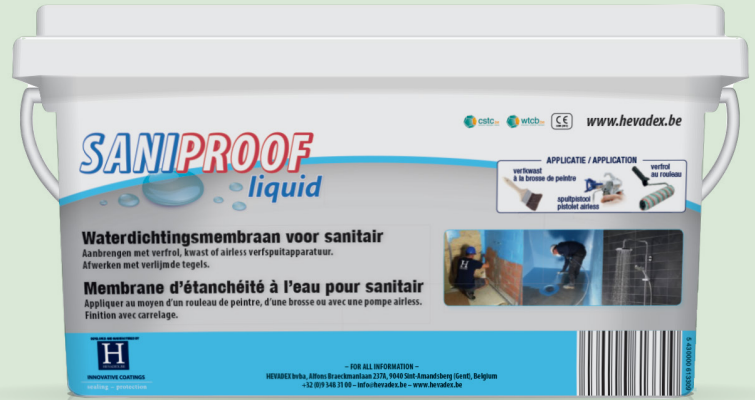 cstc
wtcb
CE
www.hevadex.be
SANIPROOF
liquid
APPLICATIE / APPLICATION
verfkwast
à la brosse de peintre
verfrol
au rouleau
spuitpistool
pistolet airless
Waterdichtingsmembraan voor sanitair
Aanbrengen met verfrol, kwast of airless verfspuitapparatuur.
Afwerken met verlijmde tegels.
Membrane d'étanchéité à l'eau pour sanitair
Appliquer au moyen d'un rouleau de peintre, d'une brosse ou avec une pompe airless.
Finition avec carrelage.
H
HEVADEX.BE
INNOVATIVE COATINGS
sealing – protection
– FOR ALL INFORMATION –
HEVADEX bvba, Alfons Braeckmanlaan 237A, 9040 Sint-Amandsberg (Gent), Belgium
+32 (0)9 348 31 00 – info@hevadex.be – www.hevadex.be